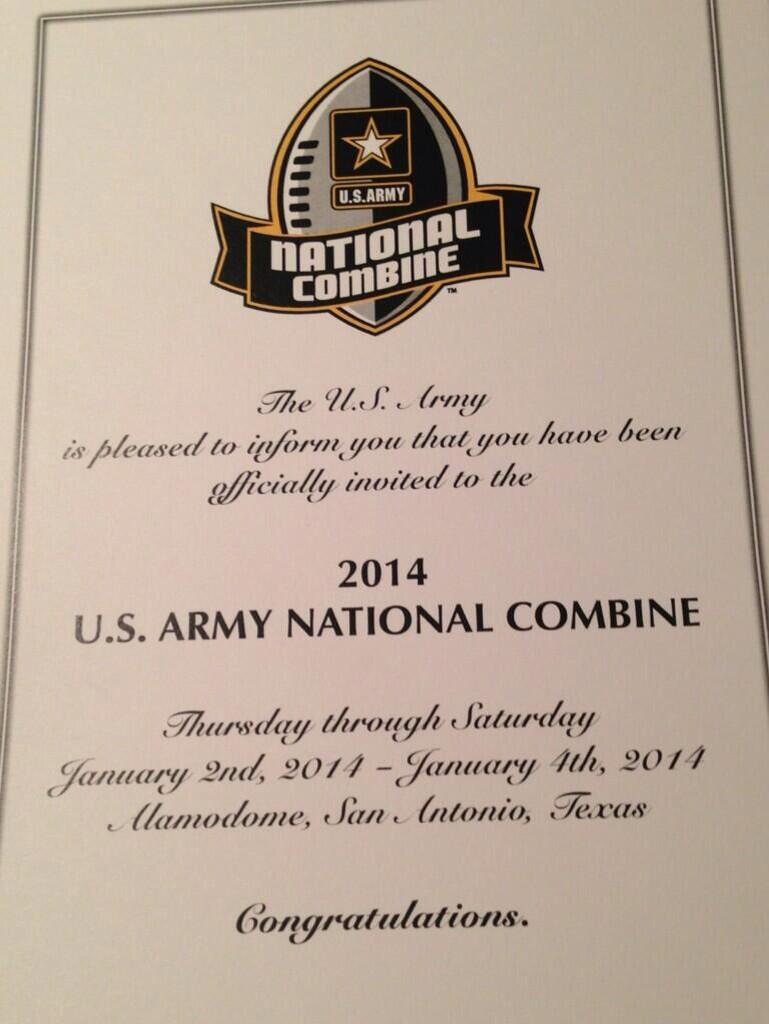 U.S.ARMY
NATIONAL
COMBINE
TM
The U.S. Army
is pleased to inform you that you have been
officially invited to the
2014
U.S. ARMY NATIONAL COMBINE
Thursday through Saturday
January 2nd, 2014 – January 4th, 2014
Alamodome, San Antonio, Texas
Congratulations.